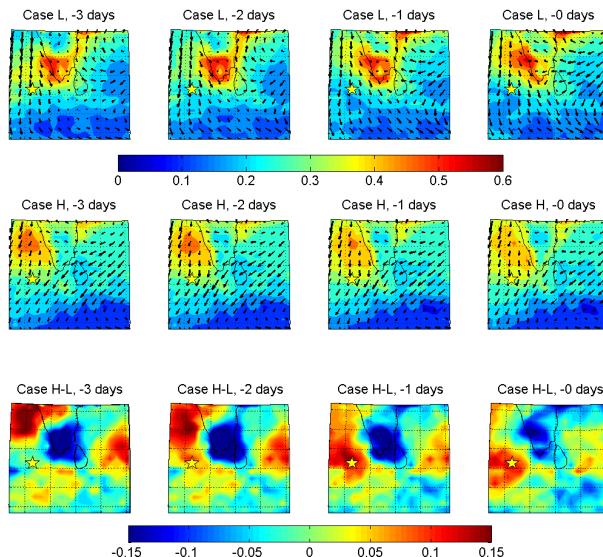 Case L, -3 days Case L, -2 days Case L, -1 days Case L, -0 days
0 0.1 0.2 0.3 0.4 0.5 0.6
Case H, -3 days Case H, -2 days Case H, -1 days Case H, -0 days
Case H-L, -3 days Case H-L, -2 days Case H-L, -1 days Case H-L, -0 days
-0.15 -0.1 -0.05 0 0.05 0.1 0.15